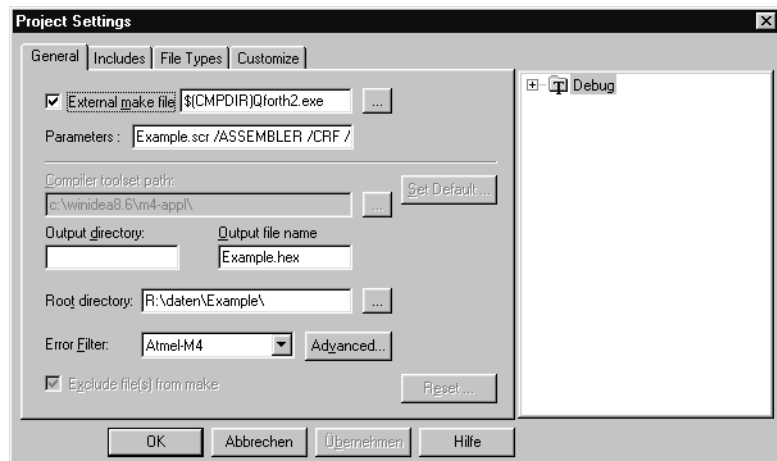 Project Settings
General Includes File Types Customize
External make file $(CMPDIR)Qforth2.exe ...
Parameters : Example.scr /ASSEMBLER /CRF /
Compiler toolset path:
c:\winidea8.6\m4-appl\ ... Set Default ...
Output directory: Output file name
Example.hex
Root directory: R:\daten\Example\ ...
Error Filter: Atmel-M4 Advanced...
Exclude file(s) from make Reset ...
OK Abbrechen Übernehmen Hilfe
Debug